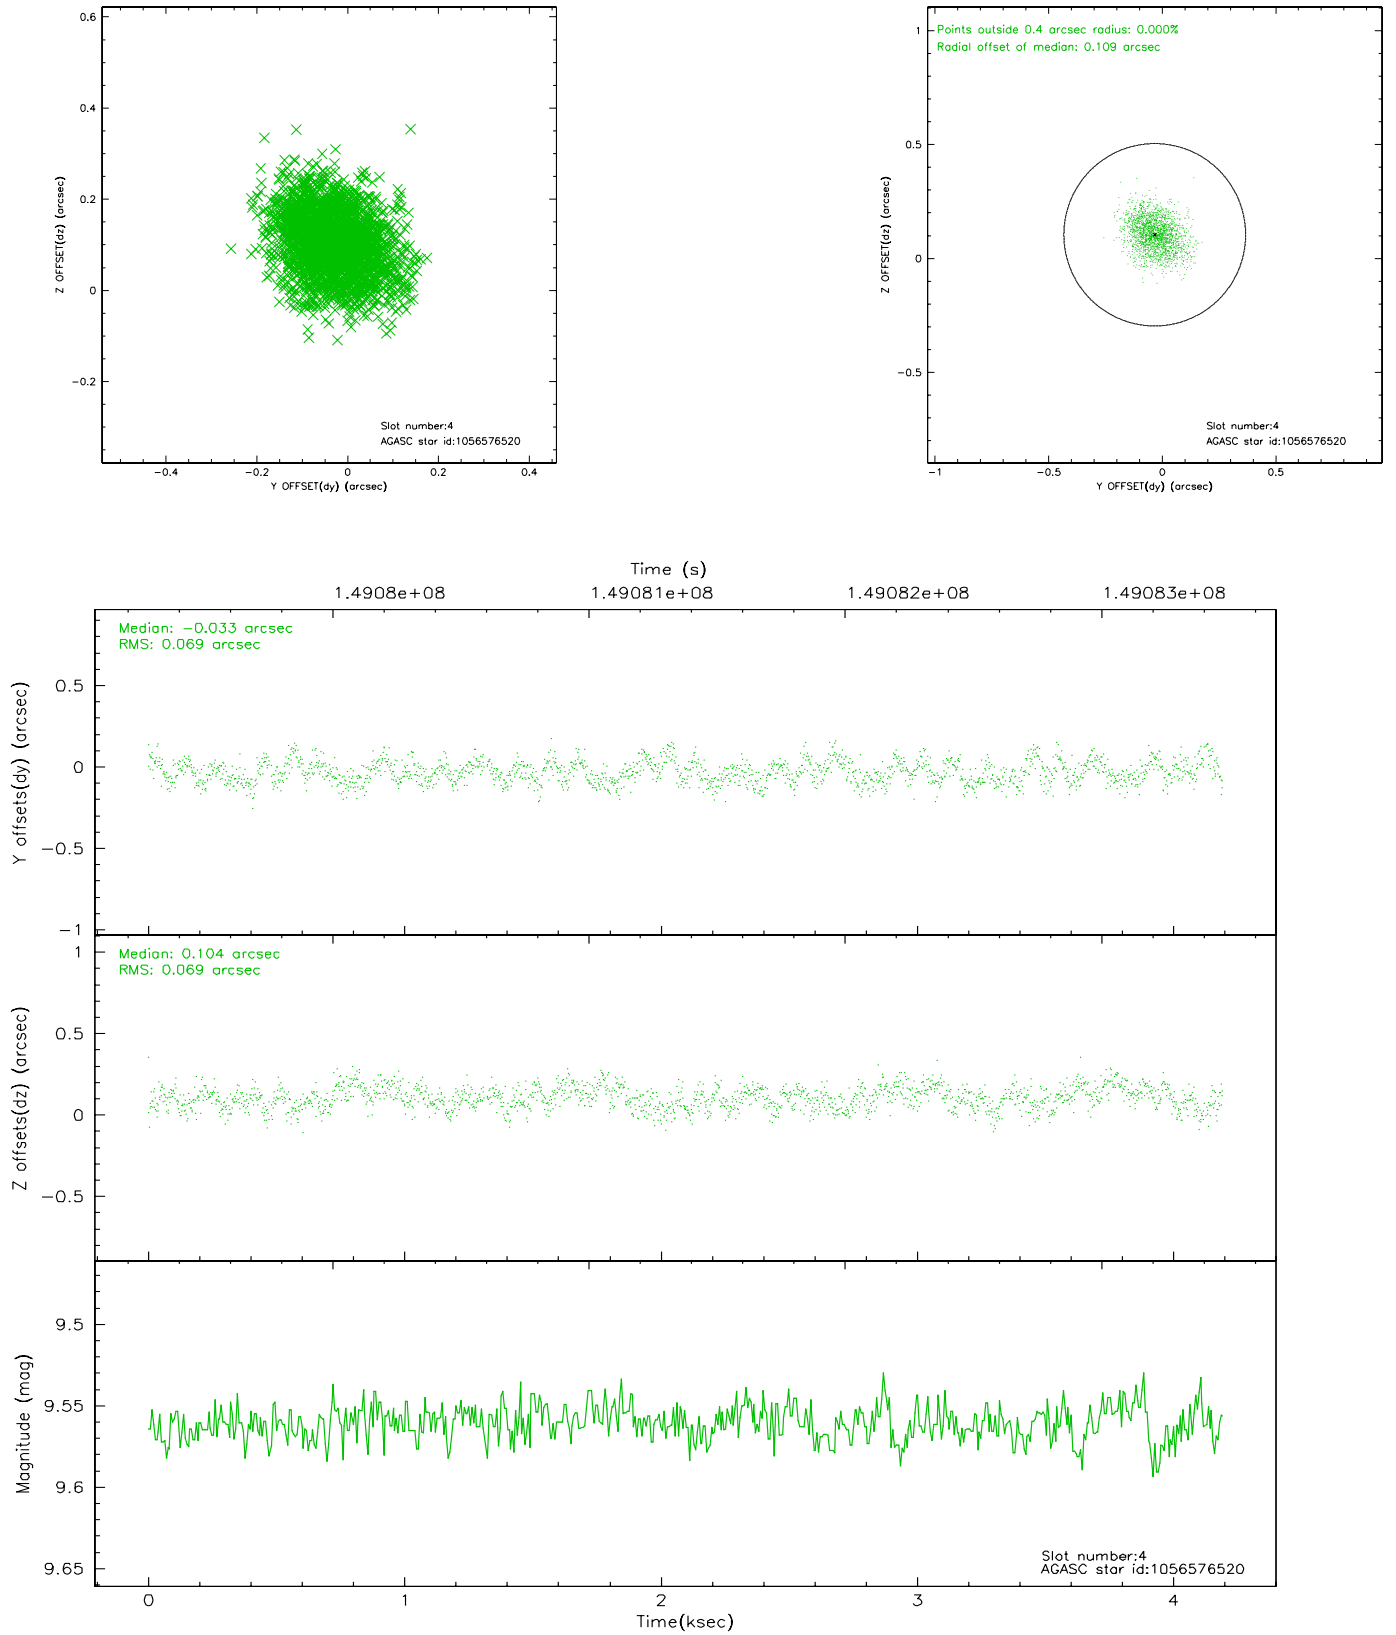 0.6
0.4
0.2
0
−0.2
Z OFFSET(dz) (arcsec)
Slot number:4
AGASC star id:1056576520
−0.4 −0.2 0 0.2 0.4
Y OFFSET(dy) (arcsec)
Points outside 0.4 arcsec radius: 0.000%
Radial offset of median: 0.109 arcsec
1
0.5
0
−0.5
Z OFFSET(dz) (arcsec)
Slot number:4
AGASC star id:1056576520
−1 −0.5 0 0.5
Y OFFSET(dy) (arcsec)
Time (s)
1.4908e+08 1.49081e+08 1.49082e+08 1.49083e+08
Median: −0.033 arcsec
RMS: 0.069 arcsec
0.5
0
−0.5
−1
Y offsets(dy) (arcsec)
Median: 0.104 arcsec
RMS: 0.069 arcsec
1
0.5
0
−0.5
Z offsets(dz) (arcsec)
9.5
9.55
9.6
9.65
Magnitude (mag)
Slot number:4
AGASC star id:1056576520
0 1 2 3 4
Time(ksec)